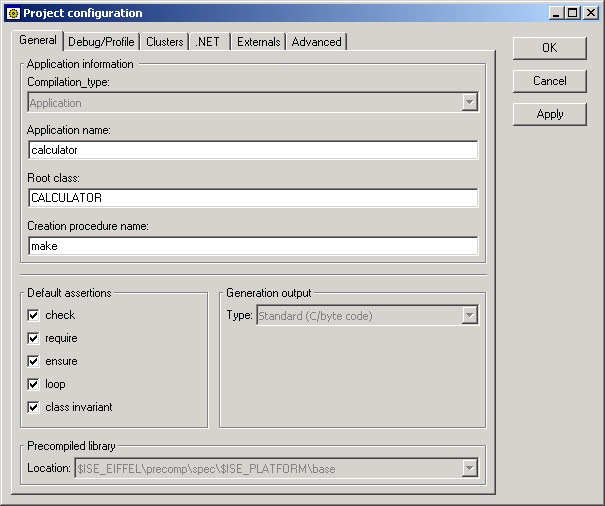 Project configuration
General Debug/Profile Clusters .NET Externals Advanced
OK
Cancel
Apply
Application information
Compilation_type:
Application
Application name:
calculator
Root class:
CALCULATOR
Creation procedure name:
make
Default assertions
check
require
ensure
loop
class invariant
Generation output
Type: Standard (C/byte code)
Precompiled library
Location: $ISE_EIFFEL\precomp\spec\$ISE_PLATFORM\base